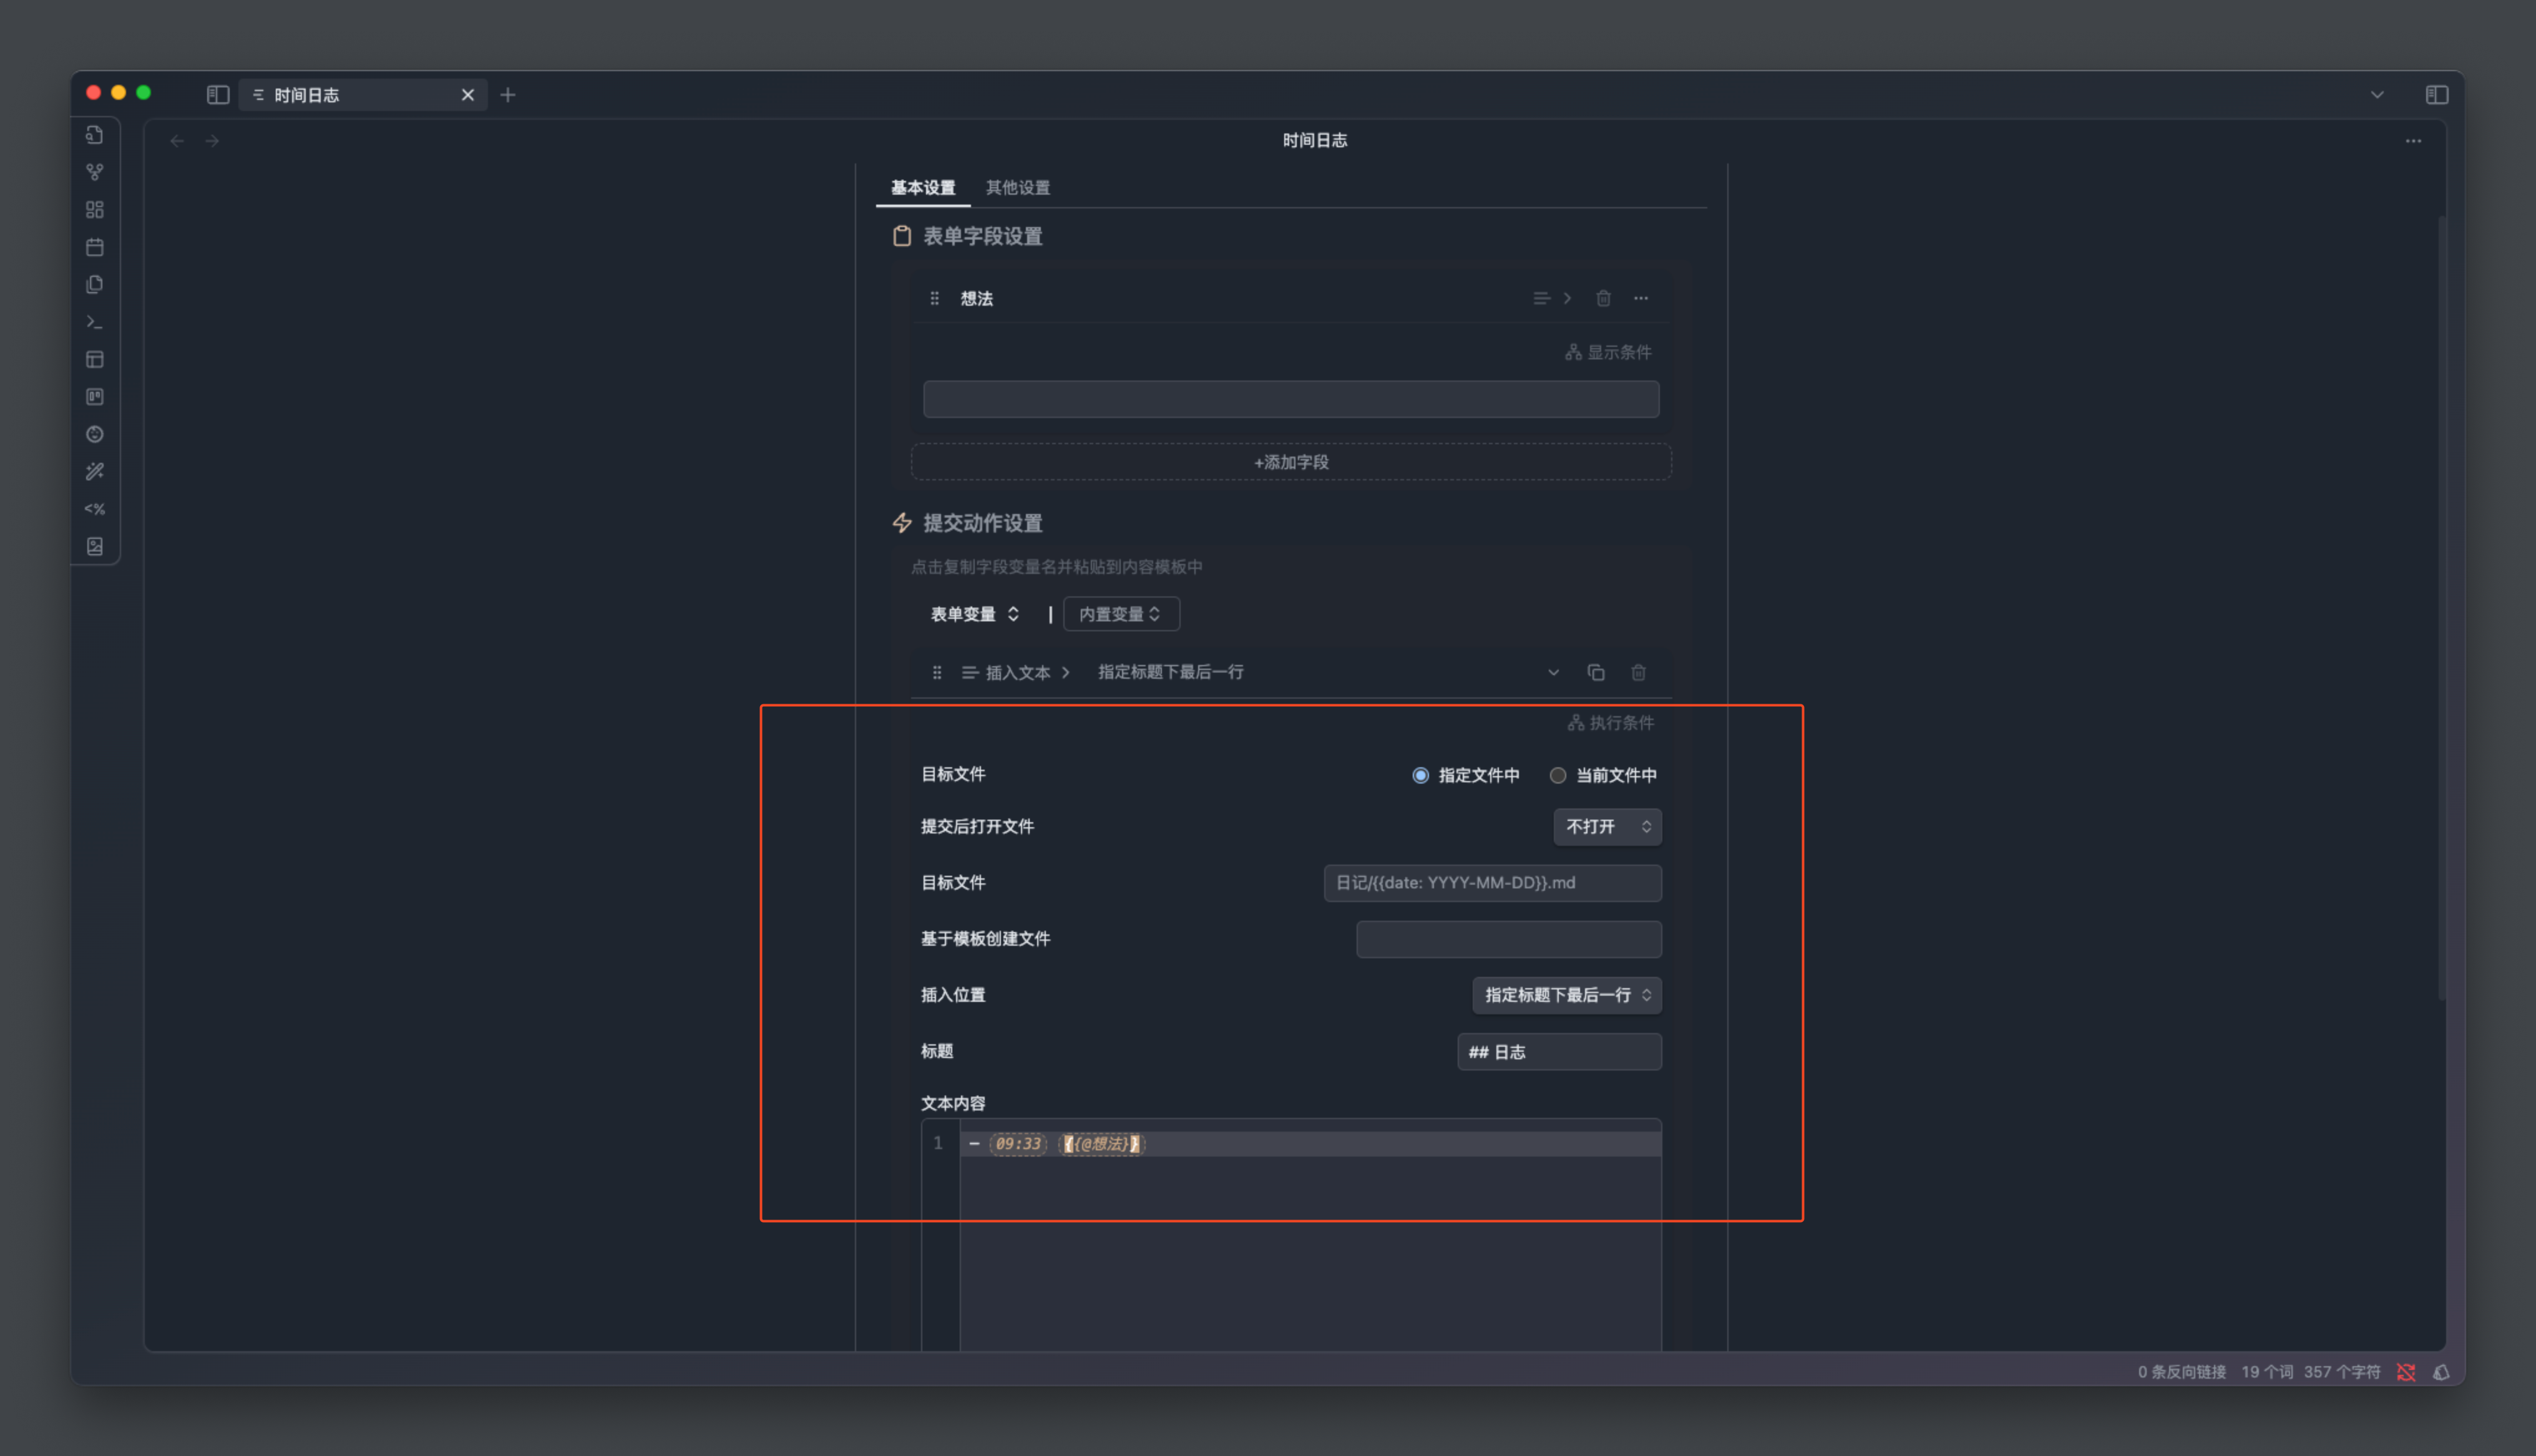 时间日志
时间日志
基本设置 其他设置
表单字段设置
想法
显示条件
+添加字段
提交动作设置
点击复制字段变量名并粘贴到内容模板中
表单变量 | 内置变量
插入文本 指定标题下最后一行
执行条件
目标文件 指定文件中 当前文件中
提交后打开文件 不打开
目标文件 日记/{{date: YYYY-MM-DD}}.md
基于模板创建文件
插入位置 指定标题下最后一行
标题 ## 日志
文本内容
1 - 09:33 {{@想法}}
<%
0 条反向链接 19 个词 357 个字符